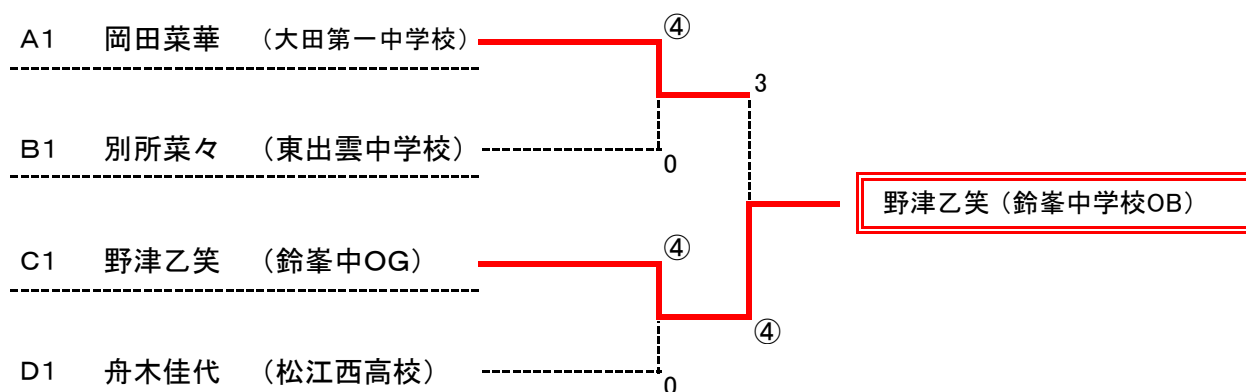 A1 岡田菜華 （大田第一中学校）
④
3
B1 別所菜々 （東出雲中学校）
0
野津乙笑（鈴峯中学校OB）
C1 野津乙笑 （鈴峯中OG）
④
④
D1 舟木佳代 （松江西高校）
0